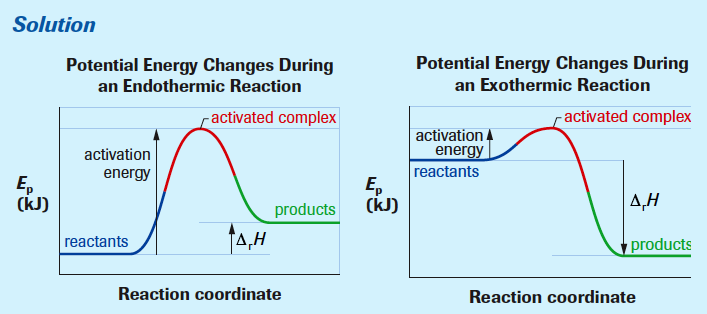 Solution
Potential Energy Changes During
an Endothermic Reaction
activated complex
activation
energy
Ep
(kJ)
products
reactants
ΔrH
Reaction coordinate
Potential Energy Changes During
an Exothermic Reaction
activated complex
activation
energy
reactants
Ep
(kJ)
ΔrH
products
Reaction coordinate